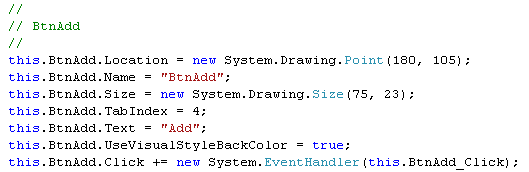 //
// BtnAdd
//
this.BtnAdd.Location = new System.Drawing.Point(180, 105);
this.BtnAdd.Name = "BtnAdd";
this.BtnAdd.Size = new System.Drawing.Size(75, 23);
this.BtnAdd.TabIndex = 4;
this.BtnAdd.Text = "Add";
this.BtnAdd.UseVisualStyleBackColor = true;
this.BtnAdd.Click += new System.EventHandler(this.BtnAdd_Click);